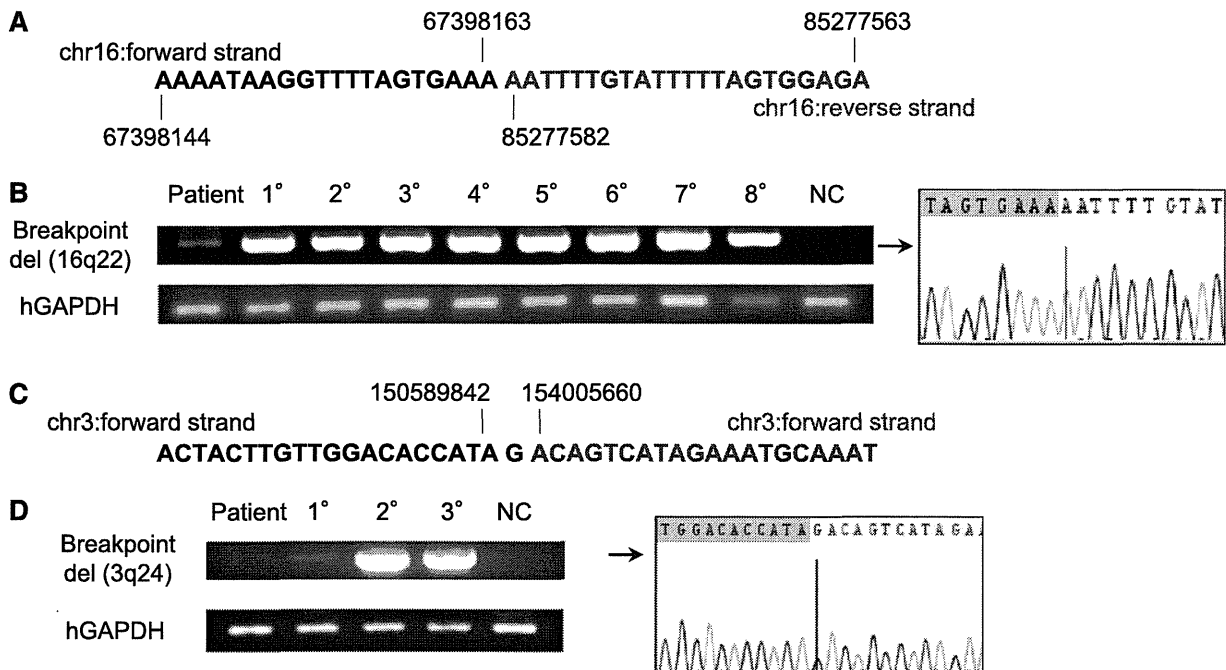 A
67398163
85277563
chr16:forward strand
AAAATAAGGTTTTAGTGAAA AATTTTGTATTTTTAGTGGAGA
chr16:reverse strand
67398144
85277582
B
Patient 1° 2° 3° 4° 5° 6° 7° 8° NC
Breakpoint
del (16q22)
hGAPDH
TAGTGAAAAATTTTGTAT
C
150589842 154005660
chr3:forward strand
chr3:forward strand
ACTACTTGTTGGACACCATA G ACAGTCATAGAAATGCAAAT
D
Patient 1° 2° 3° NC
Breakpoint
del (3q24)
hGAPDH
TGGACACCATAGACAGTCATAGA